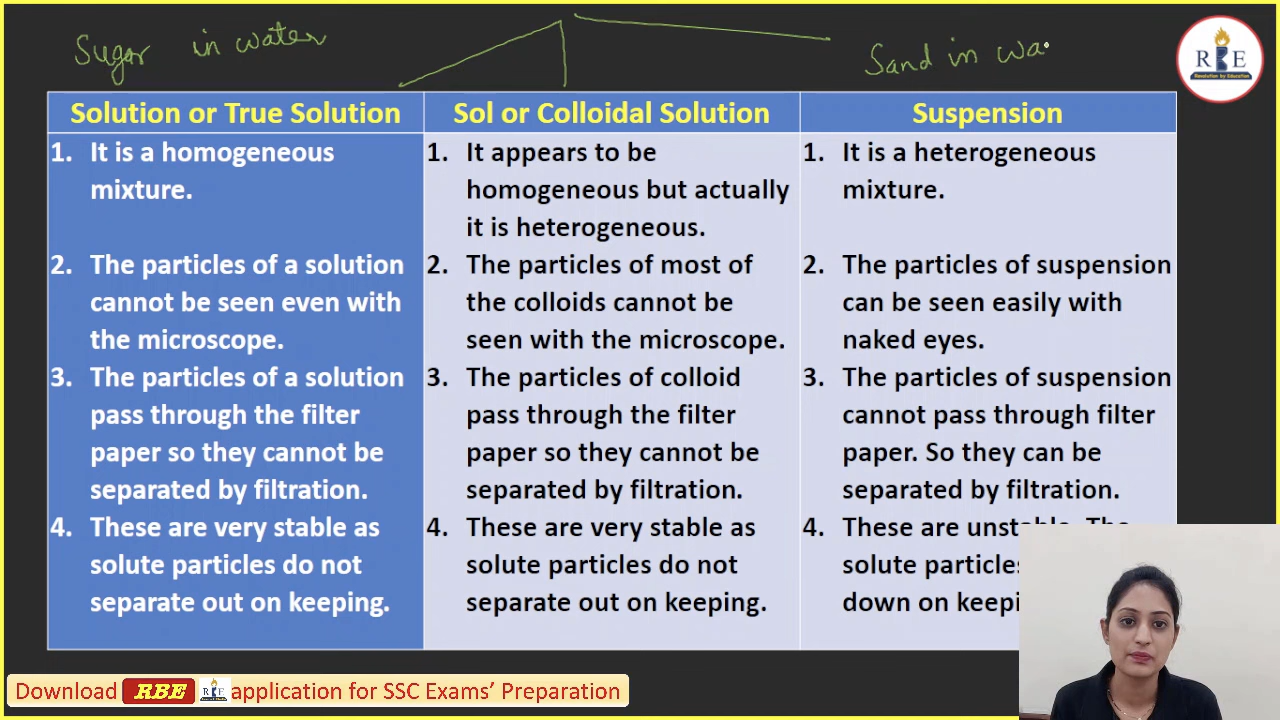 Sugar in water
Sand in wa
RBE
Revolution by Education
Solution or True Solution
1. It is a homogeneous
mixture.
2. The particles of a solution
cannot be seen even with
the microscope.
3. The particles of a solution
pass through the filter
paper so they cannot be
separated by filtration.
4. These are very stable as
solute particles do not
separate out on keeping.
Sol or Colloidal Solution
1. It appears to be
homogeneous but actually
it is heterogeneous.
2. The particles of most of
the colloids cannot be
seen with the microscope.
3. The particles of colloid
pass through the filter
paper so they cannot be
separated by filtration.
4. These are very stable as
solute particles do not
separate out on keeping.
Suspension
1. It is a heterogeneous
mixture.
2. The particles of suspension
can be seen easily with
naked eyes.
3. The particles of suspension
cannot pass through filter
paper. So they can be
separated by filtration.
4. These are unstable. The
solute particles
down on keepi
Download RBE application for SSC Exams' Preparation